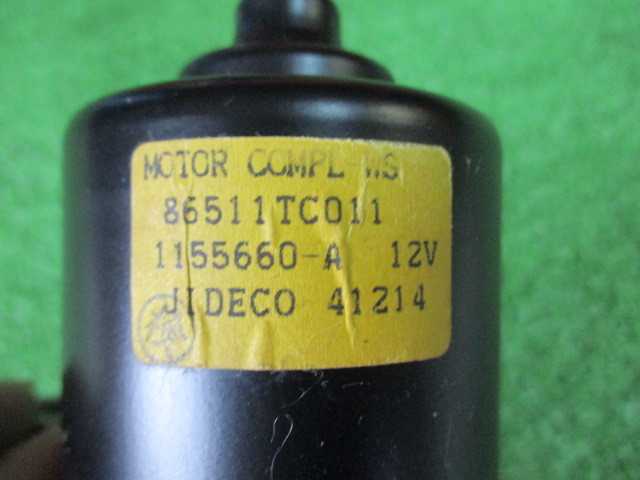 MOTOR COMPL WS
86511TC011
1155660-A 12V
JIDECO 41214